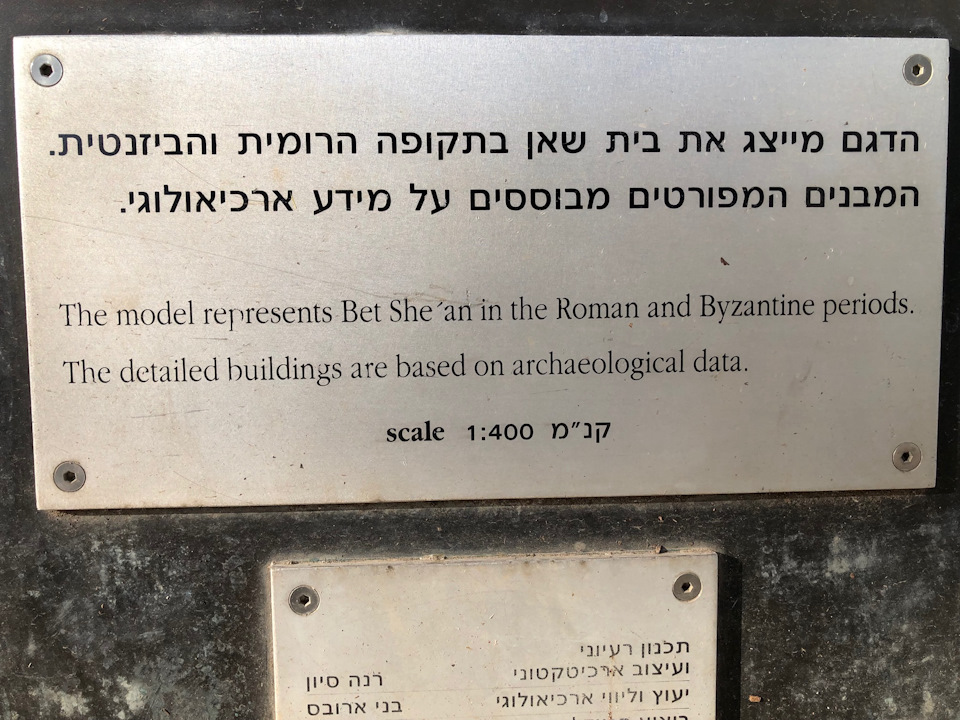 הדגם מייצג את בית שאן בתקופה הרומית והביזנטית.
המבנים המפורטים מבוססים על מידע ארכיאולוגי.
The model represents Bet She´an in the Roman and Byzantine periods.
The detailed buildings are based on archaeological data.
scale 1:400 קנ״מ
תכנון רעיוני
ועיצוב ארכיטקטוני רנה סיון
יעוץ וליווי ארכיאולוגי בני ארובס